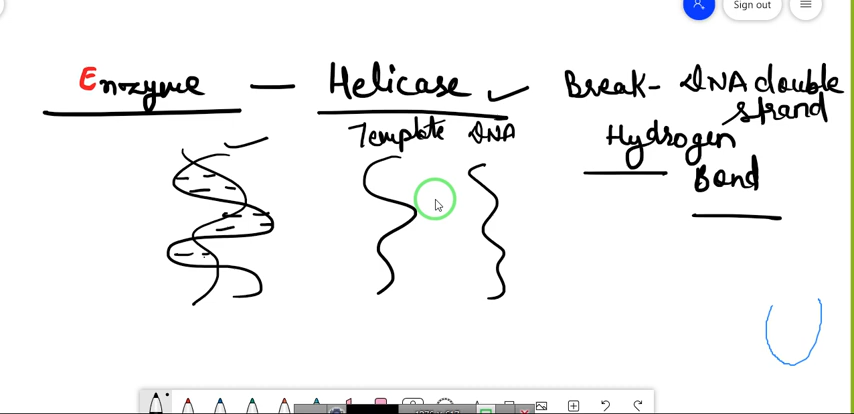 Sign out
Enzyme — Helicase ✓ Break- DNA double
strand
Template DNA
Hydrogen
Bond